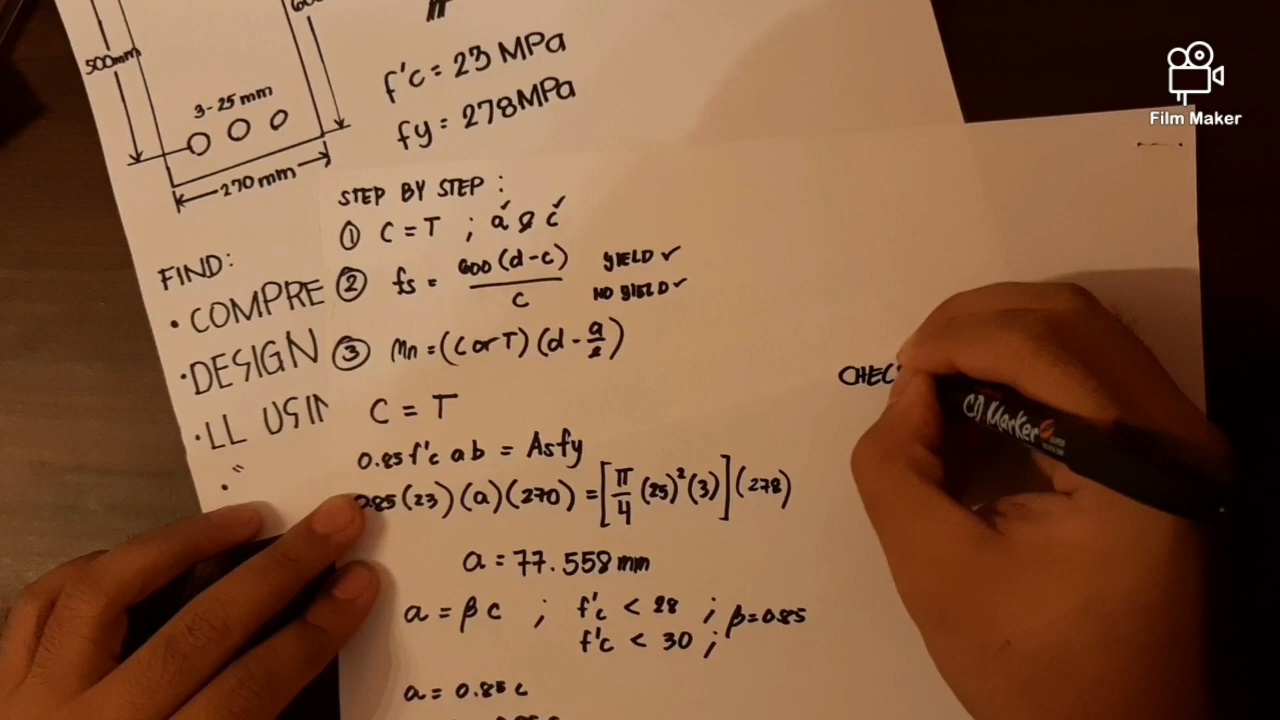 500mm
3-25 mm
270 mm
f'c = 23 MPa
fy = 278MPa
Film Maker
STEP BY STEP :
① C = T ; a & c
FIND:
② fs = 600 (d-c) / c YIELD ✓
NO YIELD ✓
• COMPRE
③ Mn = (C or T) (d - a/2)
• DESIGN
CHEC
CD Marker
• LL USIN
C = T
0.85 f'c ab = Asfy
0.85 (23) (a) (270) = [π/4 (25)² (3)] (278)
a = 77.558 mm
a = β c ; f'c < 28 ; β = 0.85
f'c < 30 ;
a = 0.85 c